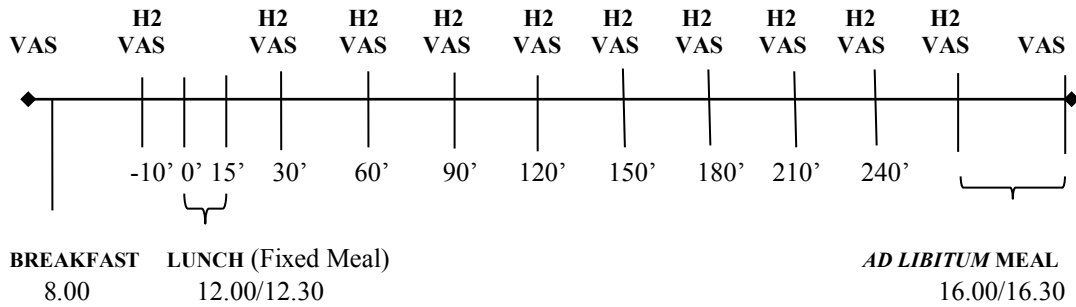 H2 H2 H2 H2 H2 H2 H2 H2 H2 H2
VAS VAS VAS VAS VAS VAS VAS VAS VAS VAS VAS VAS
-10’ 0’ 15’ 30’ 60’ 90’ 120’ 150’ 180’ 210’ 240’
BREAKFAST LUNCH (Fixed Meal) AD LIBITUM MEAL
8.00 12.00/12.30 16.00/16.30